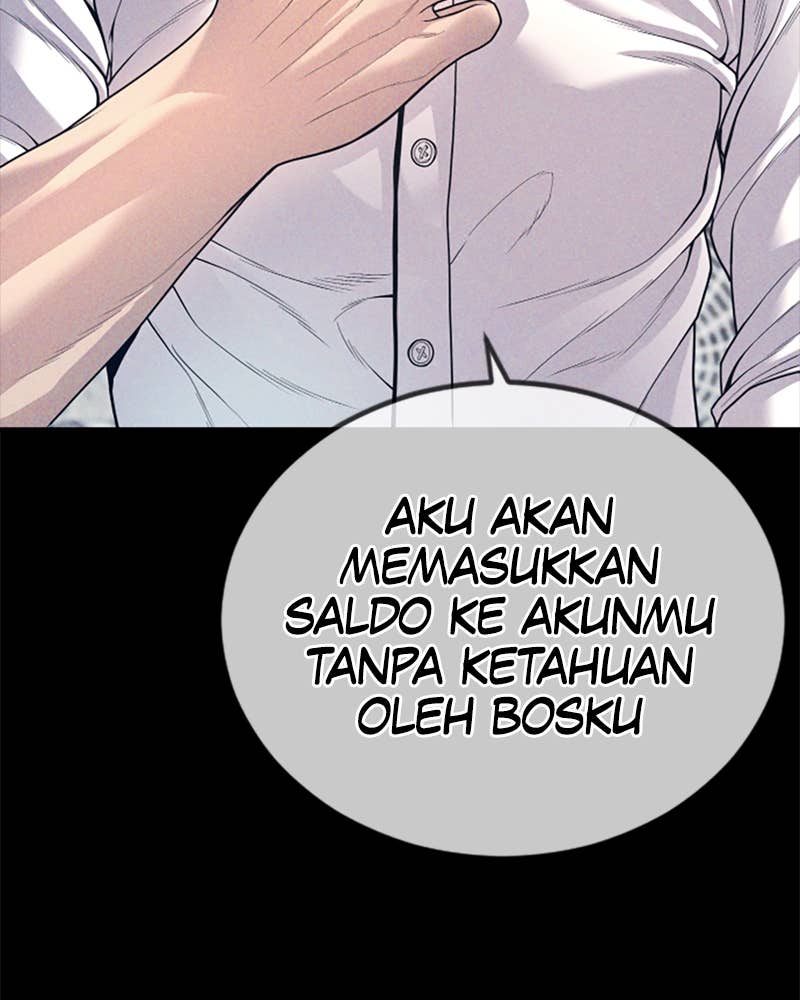 AKU AKAN
MEMASUKKAN
SALDO KE AKUNMU
TANPA KETAHUAN
OLEH BOSKU